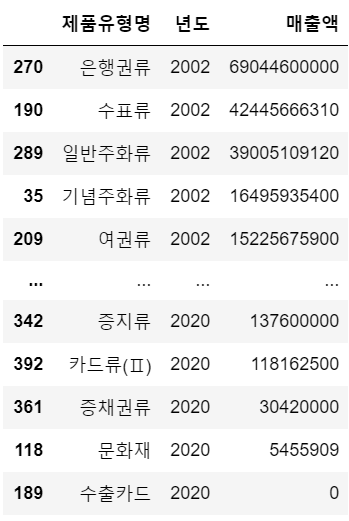 제품유형명 년도 매출액
270 은행권류 2002 69044600000
190 수표류 2002 42445666310
289 일반주화류 2002 39005109120
35 기념주화류 2002 16495935400
209 여권류 2002 15225675900
... ... ... ...
342 증지류 2020 137600000
392 카드류(Ⅱ) 2020 118162500
361 증채권류 2020 30420000
118 문화재 2020 5455909
189 수출카드 2020 0